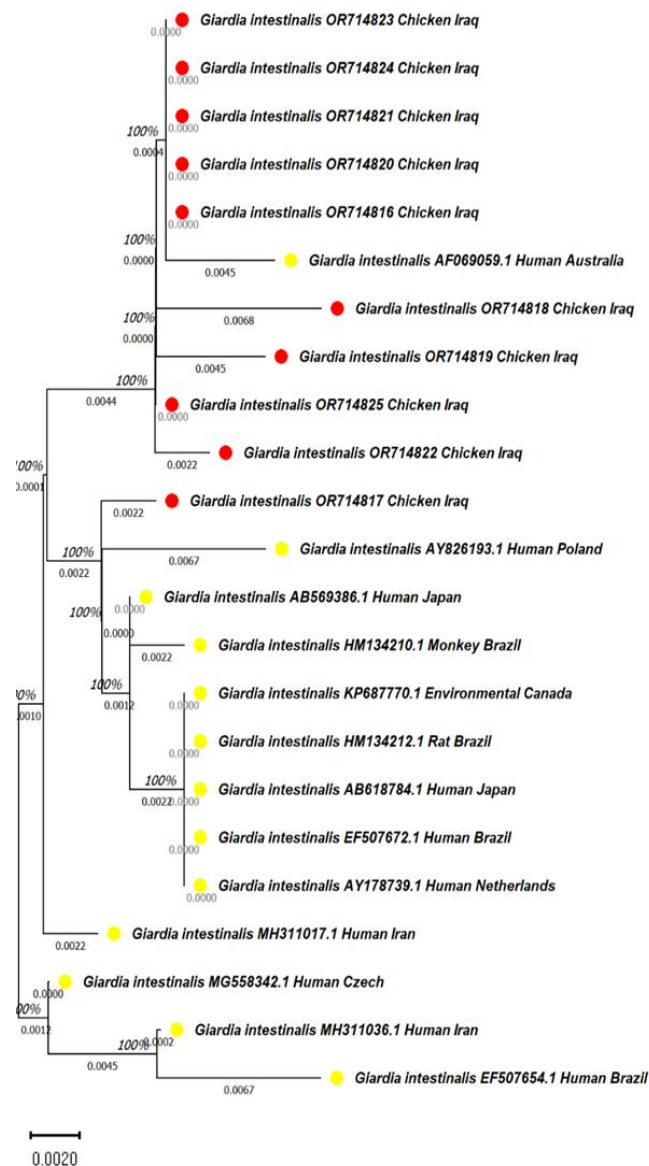 0.0000
Giardia intestinalis OR714823 Chicken Iraq
Giardia intestinalis OR714824 Chicken Iraq
0.0000
Giardia intestinalis OR714821 Chicken Iraq
0.0000
100%
0.0004
Giardia intestinalis OR714820 Chicken Iraq
0.0000
Giardia intestinalis OR714816 Chicken Iraq
0.0000
100%
0.0000
Giardia intestinalis AF069059.1 Human Australia
0.0045
Giardia intestinalis OR714818 Chicken Iraq
0.0068
100%
0.0000
Giardia intestinalis OR714819 Chicken Iraq
0.0045
100%
0.0044
Giardia intestinalis OR714825 Chicken Iraq
0.0000
Giardia intestinalis OR714822 Chicken Iraq
0.0022
0.0001
Giardia intestinalis OR714817 Chicken Iraq
0.0022
100%
0.0022
Giardia intestinalis AY826193.1 Human Poland
0.0067
Giardia intestinalis AB569386.1 Human Japan
0.0000
100%
0.0000
Giardia intestinalis HM134210.1 Monkey Brazil
0.0022
100%
0.0012
Giardia intestinalis KP687770.1 Environmental Canada
0.0000
Giardia intestinalis HM134212.1 Rat Brazil
0.0000
100%
0.0022
Giardia intestinalis AB618784.1 Human Japan
Giardia intestinalis EF507672.1 Human Brazil
0.0000
Giardia intestinalis AY178739.1 Human Netherlands
0.0000
Giardia intestinalis MH311017.1 Human Iran
0.0022
Giardia intestinalis MG558342.1 Human Czech
0.0000
0.0012
Giardia intestinalis MH311036.1 Human Iran
100%
0.0002
0.0045
Giardia intestinalis EF507654.1 Human Brazil
0.0067
0.0020